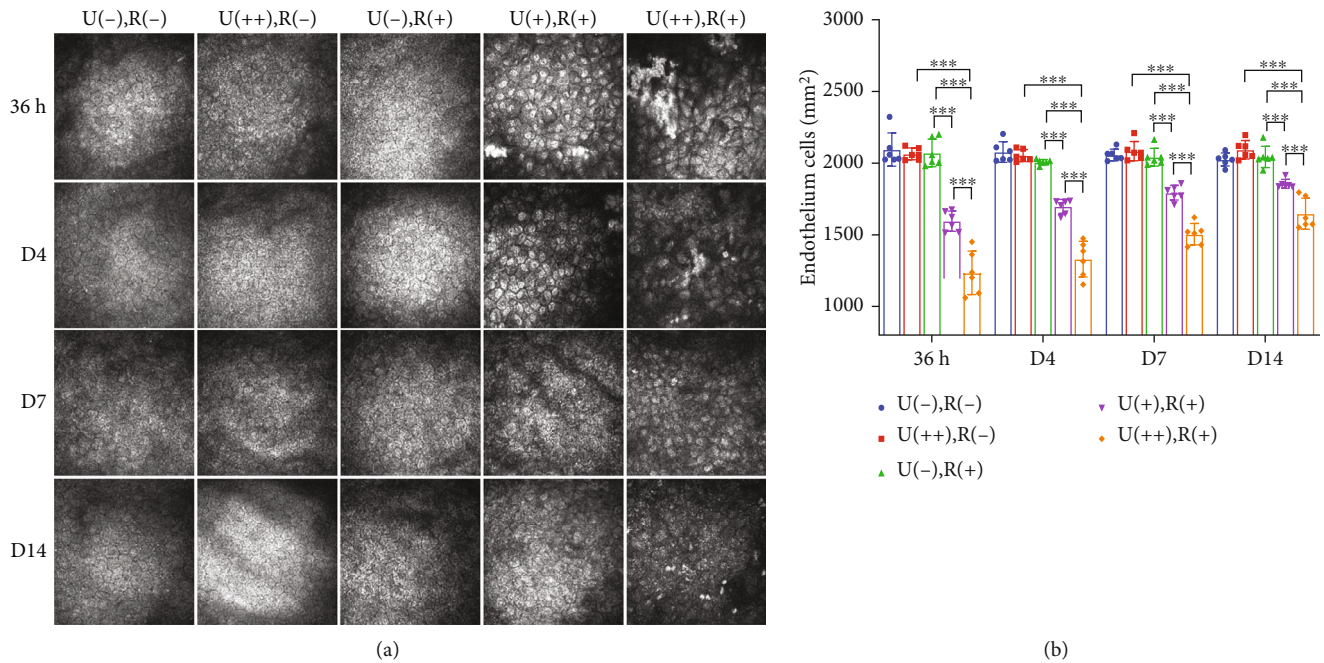 U(−),R(−) U(++),R(−) U(−),R(+) U(+),R(+) U(++),R(+)
36 h
D4
D7
D14
(a)
Endothelium cells (mm²)
3000
2500
2000
1500
1000
*** *** *** ***
*** *** *** ***
*** *** *** ***
*** *** *** ***
36 h D4 D7 D14
U(−),R(−) U(+),R(+)
U(++),R(−) U(++),R(+)
U(−),R(+)
(b)